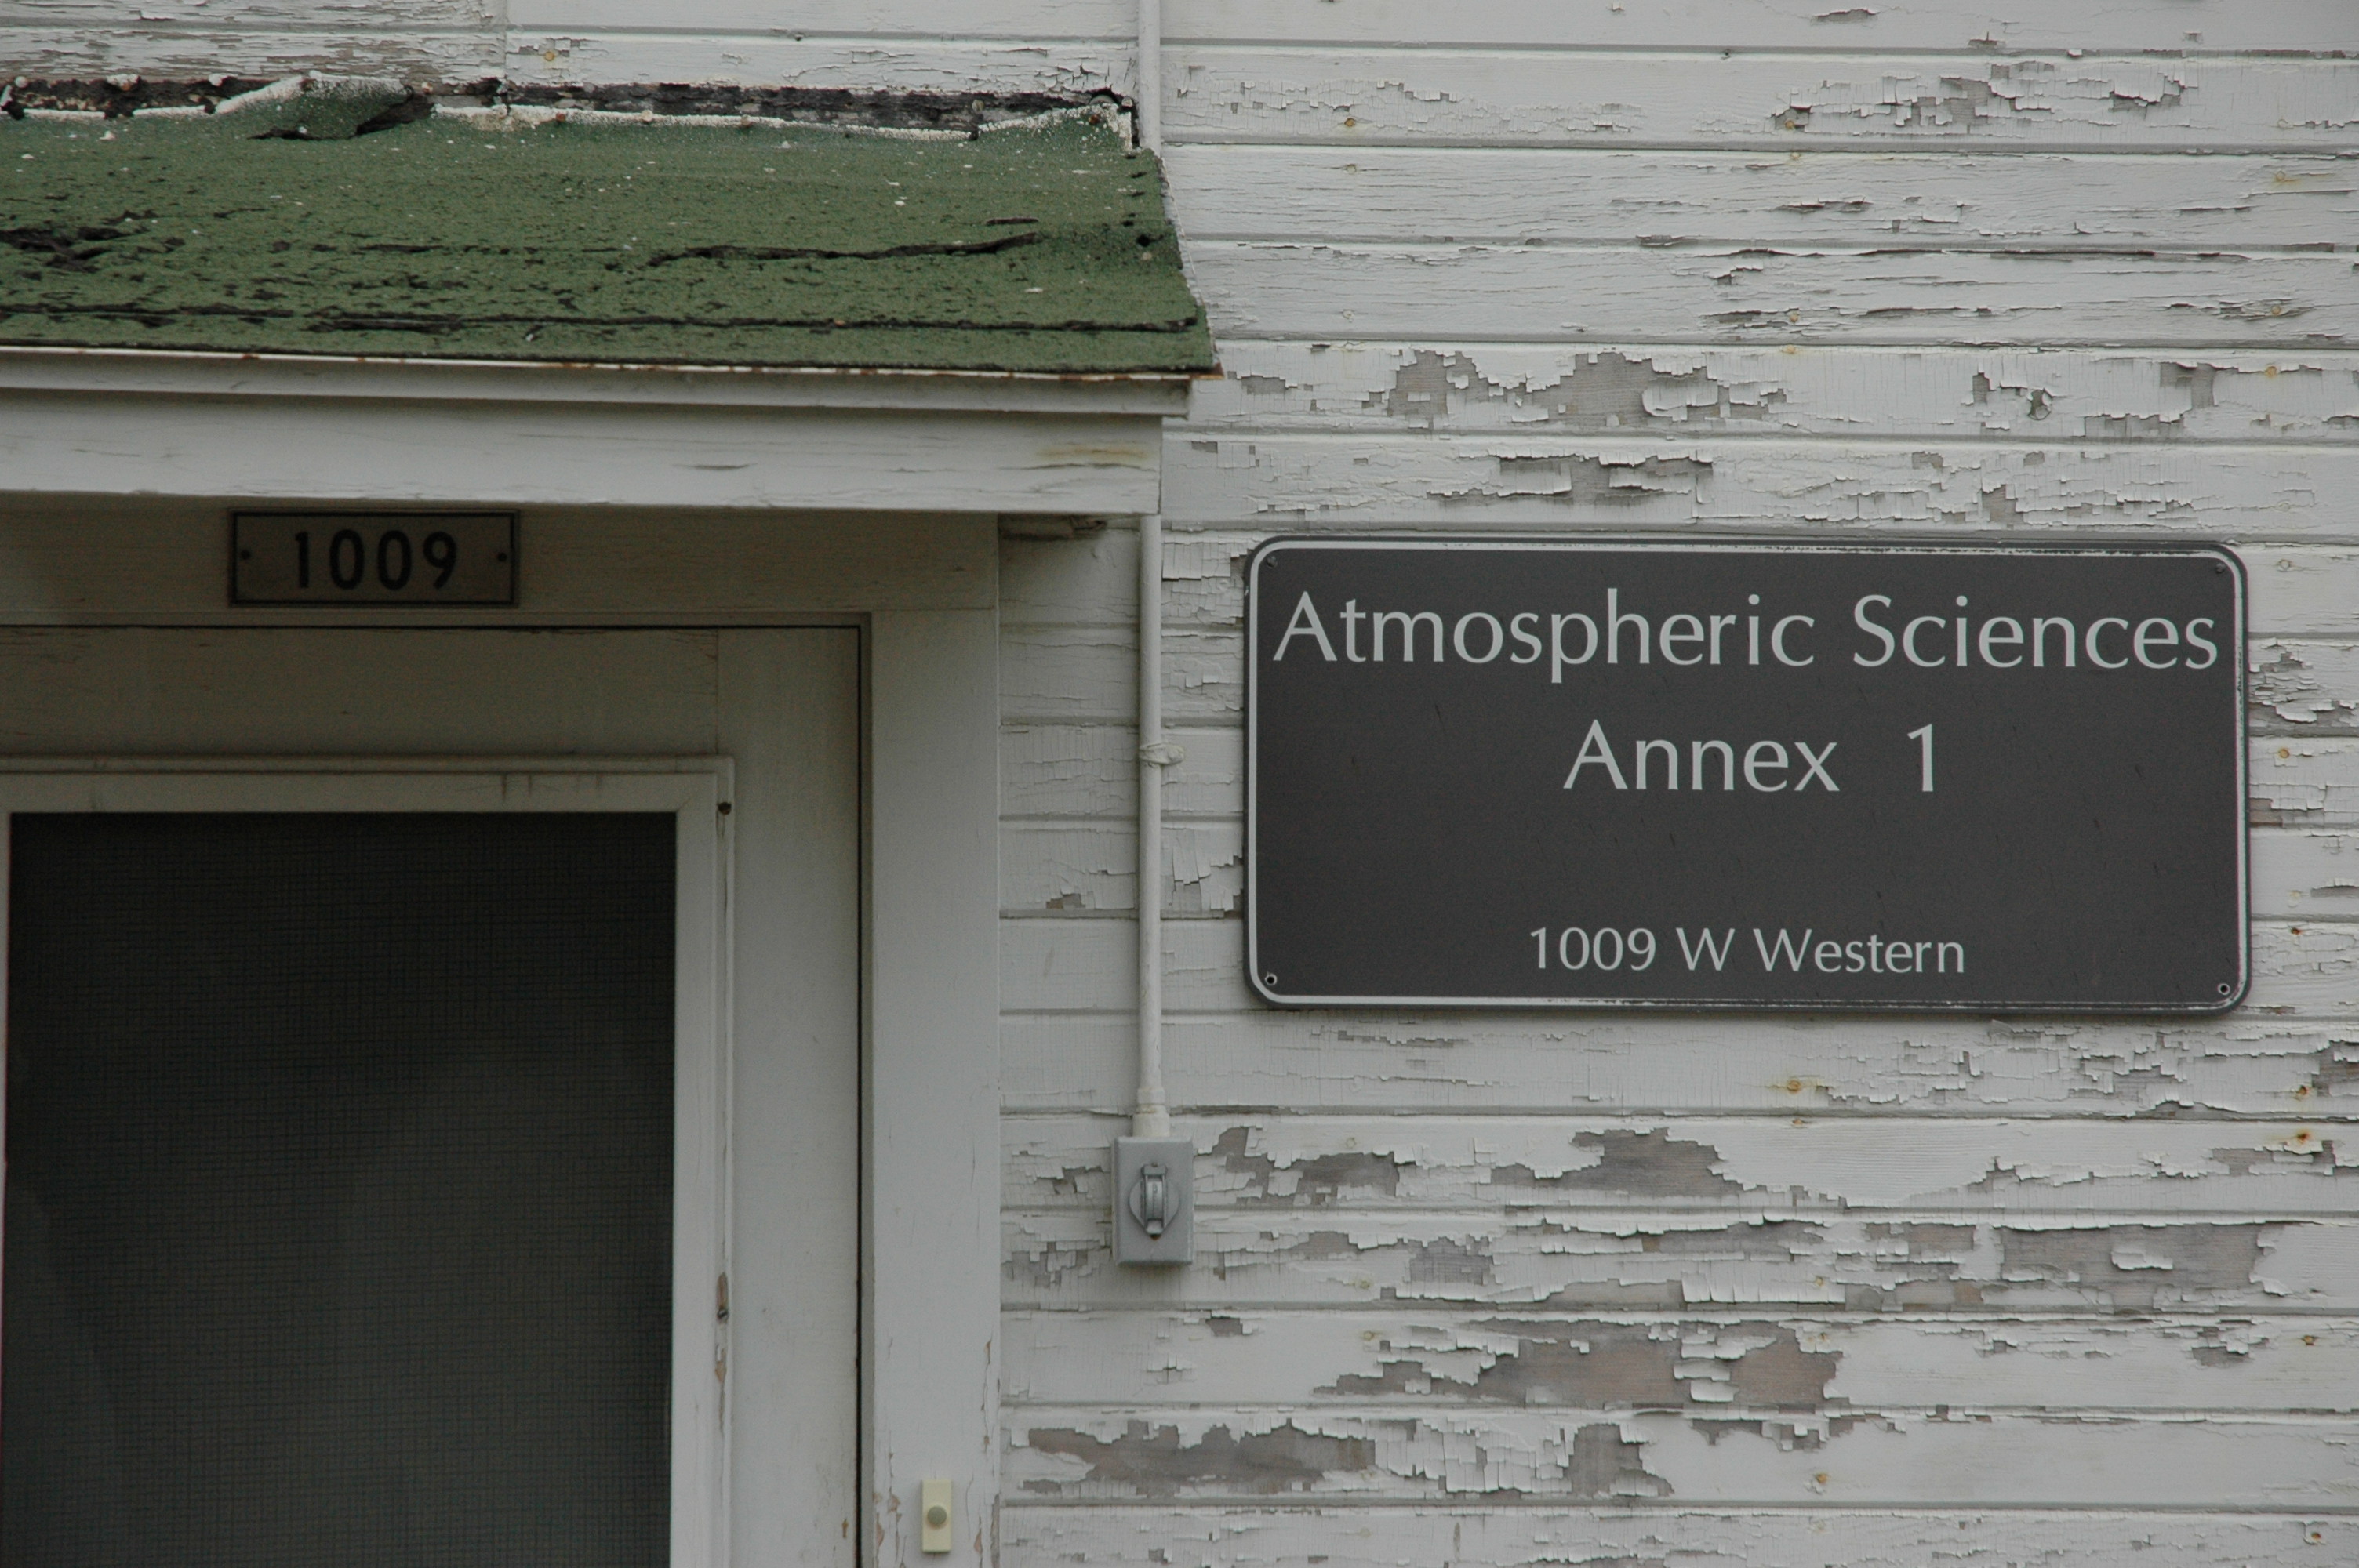 1009
Atmospheric Sciences
Annex 1
1009 W Western